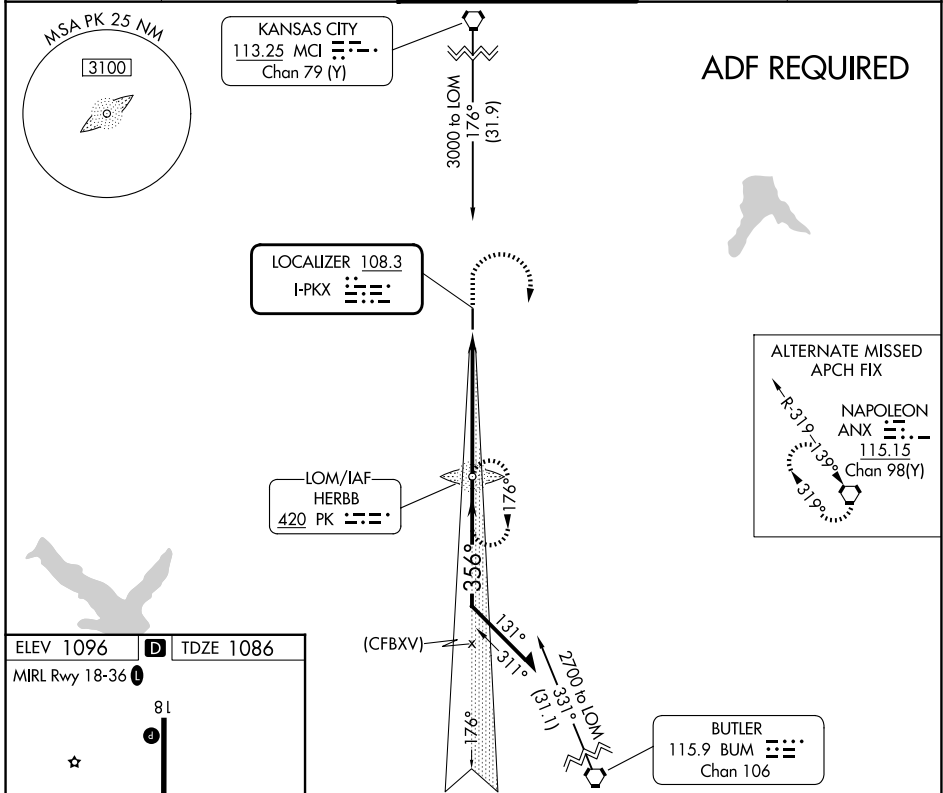 MSA PK 25 NM
3100
KANSAS CITY
113.25 MCI
Chan 79 (Y)
3000 to LOM
176°
(31.9)
ADF REQUIRED
LOCALIZER 108.3
I-PKX
ALTERNATE MISSED
APCH FIX
R-319
139°
319°
NAPOLEON
ANX
115.15
Chan 98(Y)
LOM/IAF
HERBB
420 PK
176°
356°
(CFBXV)
x
131°
311°
176°
2700 to LOM
331°
(31.1)
BUTLER
115.9 BUM
Chan 106
ELEV 1096 D TDZE 1086
MIRL Rwy 18-36 L
18
P